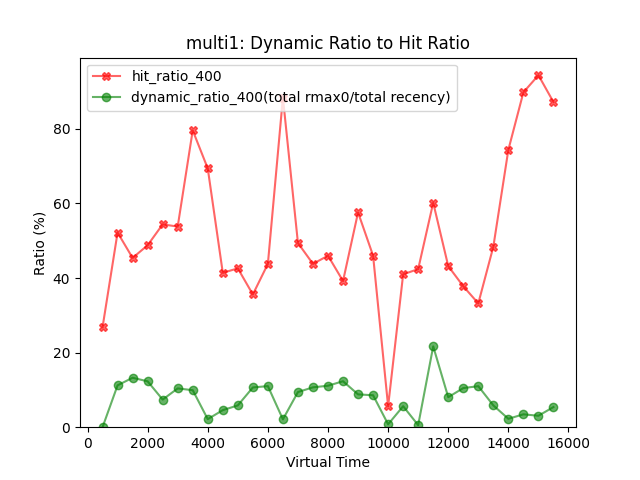 multi1: Dynamic Ratio to Hit Ratio
hit_ratio_400
dynamic_ratio_400(total rmax0/total recency)
Ratio (%)
80
60
40
20
0
0 2000 4000 6000 8000 10000 12000 14000 16000
Virtual Time